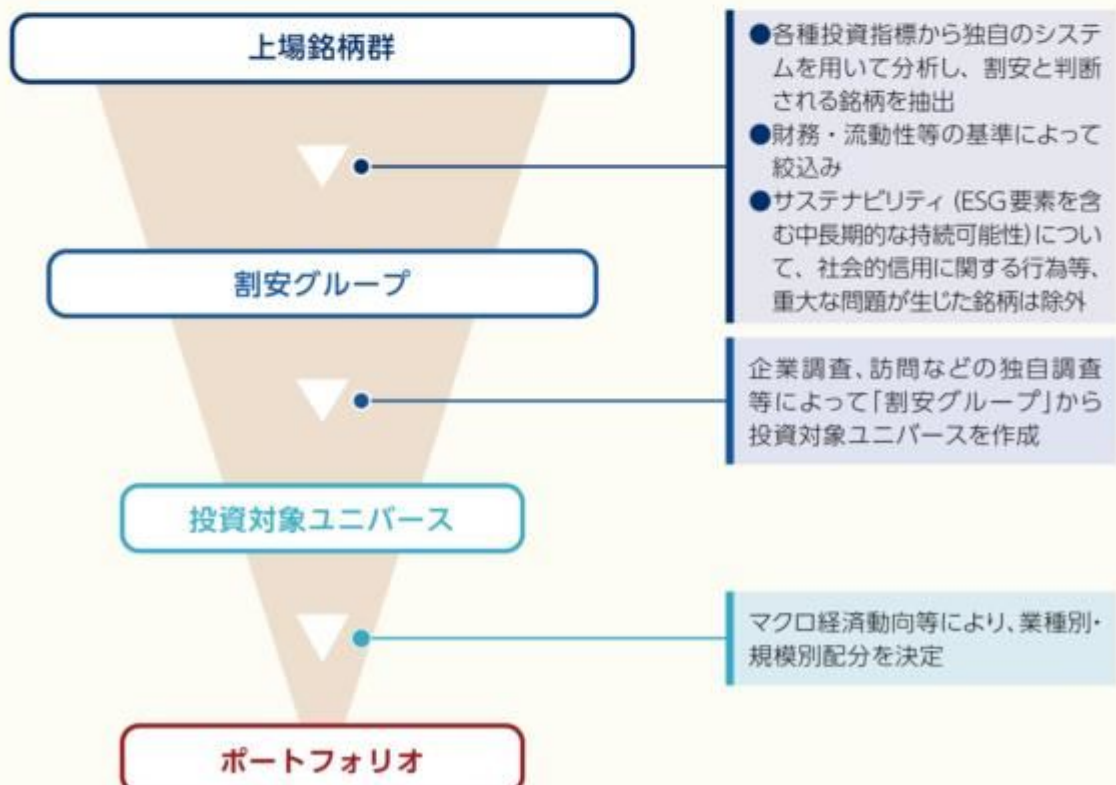 上場銘柄群
●各種投資指標から独自のシステ
ムを用いて分析し、割安と判断
される銘柄を抽出
●財務・流動性等の基準によって
絞込み
●サステナビリティ(ESG要素を含
む中長期的な持続可能性)につい
て、社会的信用に関する行為等、
重大な問題が生じた銘柄は除外
割安グループ
企業調査、訪問などの独自調査
等によって「割安グループ」から
投資対象ユニバースを作成
投資対象ユニバース
マクロ経済動向等により、業種別・
規模別配分を決定
ポートフォリオ